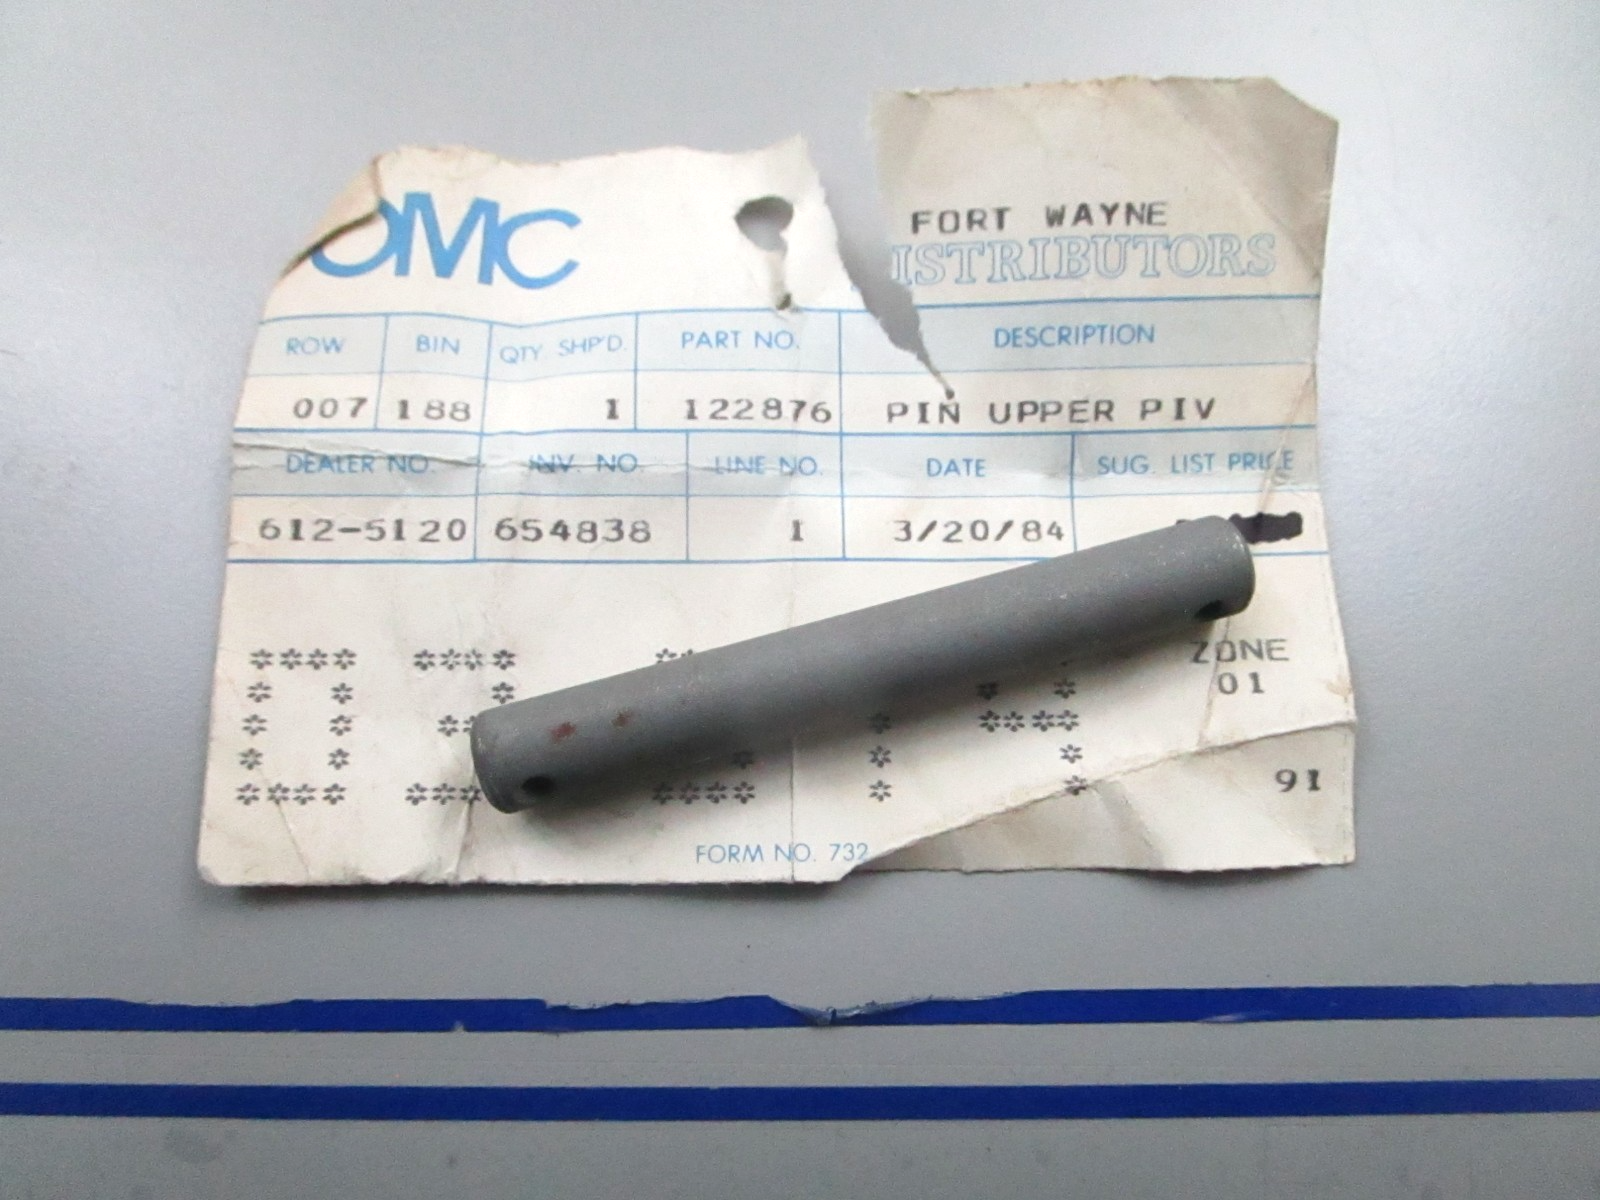 OMC
FORT WAYNE
DISTRIBUTORS
ROW BIN QTY. SHP'D. PART NO. DESCRIPTION
007 188 1 122876 PIN UPPER PIV
DEALER NO. INV. NO. LINE NO. DATE SUG. LIST PRICE
612-5120 654838 1 3/20/84
ZONE
01
91
FORM NO. 732